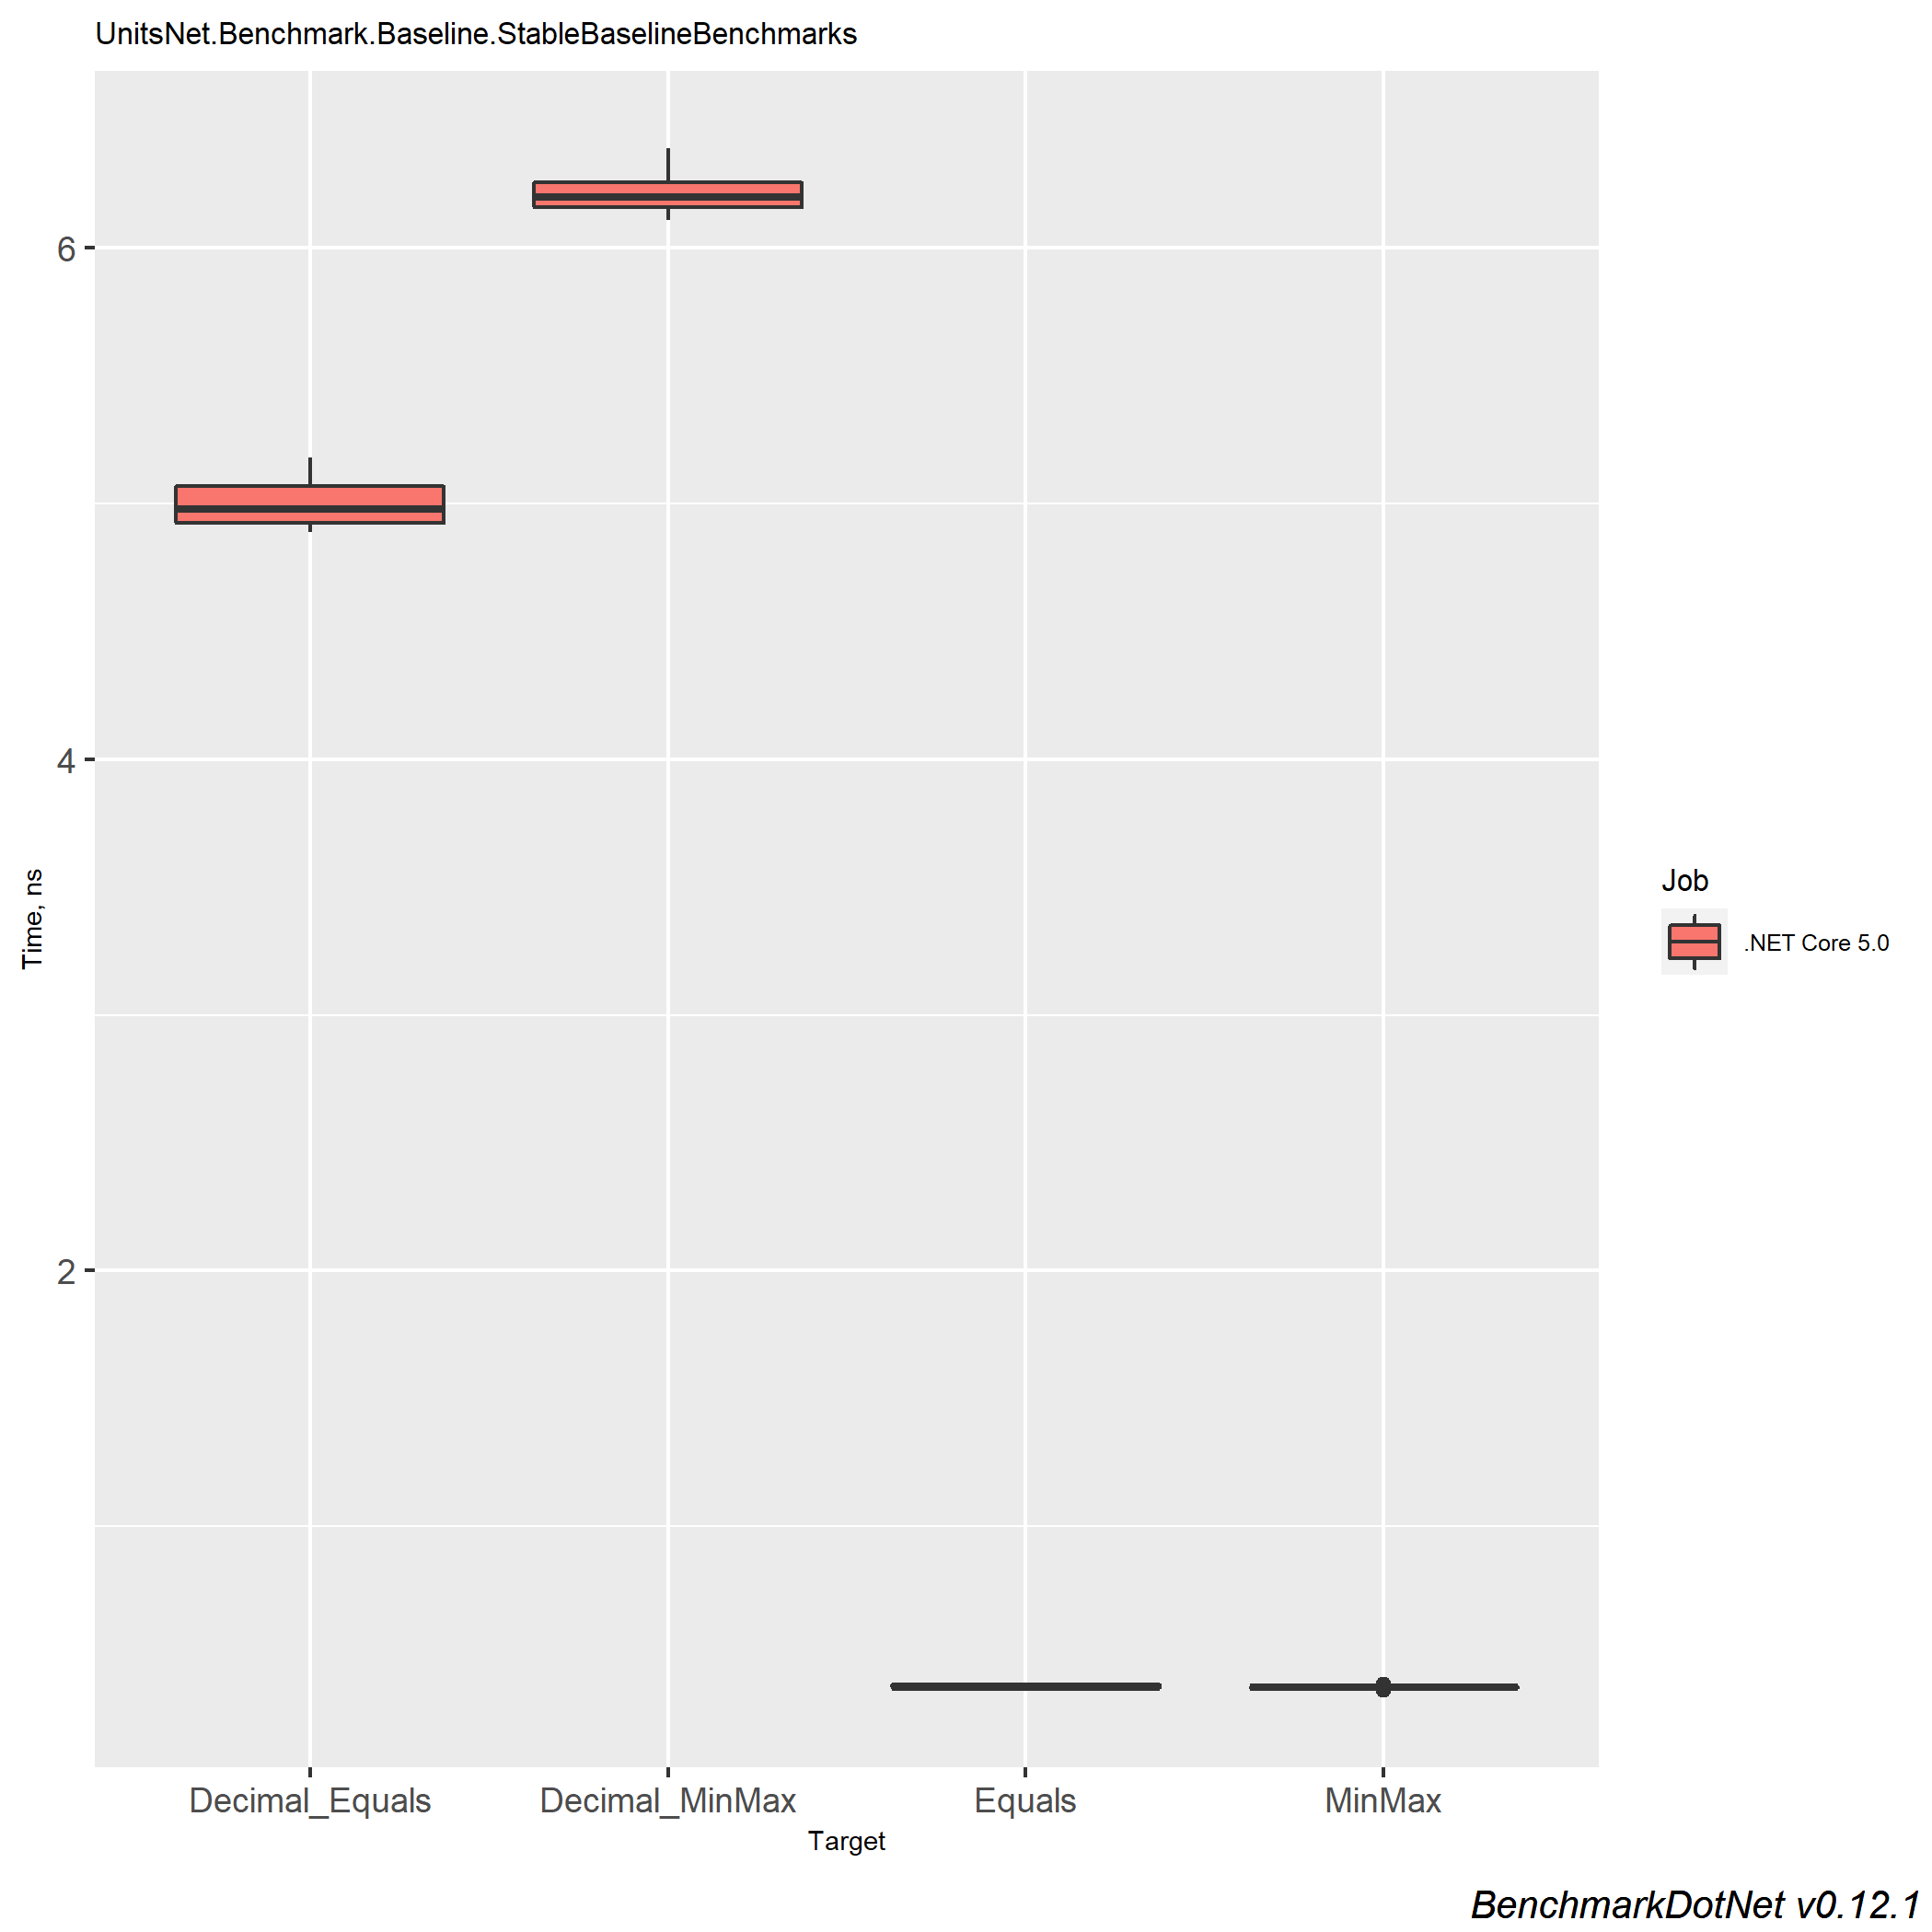 UnitsNet.Benchmark.Baseline.StableBaselineBenchmarks
6
4
2
Time, ns
Decimal_Equals
Decimal_MinMax
Equals
MinMax
Target
Job
.NET Core 5.0
BenchmarkDotNet v0.12.1